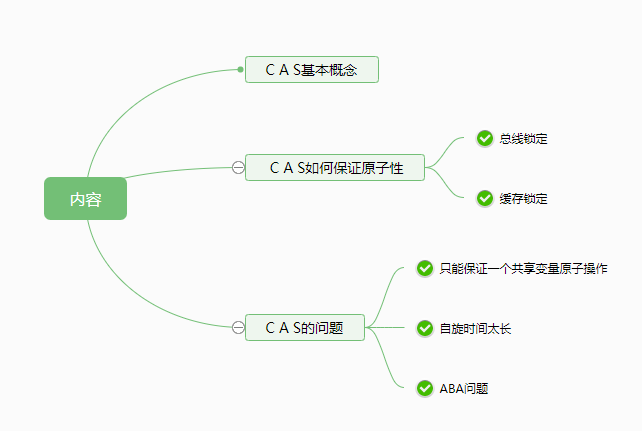 内容
C A S基本概念
C A S如何保证原子性
总线锁定
缓存锁定
C A S的问题
只能保证一个共享变量原子操作
自旋时间太长
ABA问题